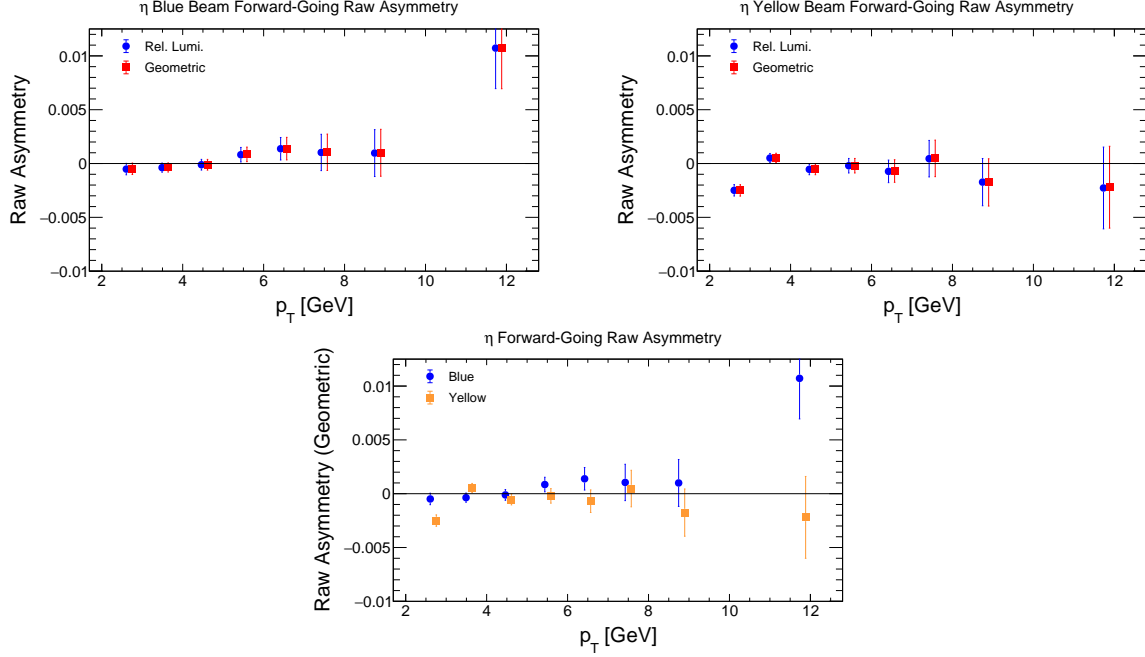 η Blue Beam Forward-Going Raw Asymmetry
Raw Asymmetry
0.01
0.005
0
−0.005
−0.01
Rel. Lumi.
Geometric
2 4 6 8 10 12
p_T [GeV]
η Yellow Beam Forward-Going Raw Asymmetry
Raw Asymmetry
0.01
0.005
0
−0.005
−0.01
Rel. Lumi.
Geometric
2 4 6 8 10 12
p_T [GeV]
η Forward-Going Raw Asymmetry
Raw Asymmetry (Geometric)
0.01
0.005
0
−0.005
−0.01
Blue
Yellow
2 4 6 8 10 12
p_T [GeV]